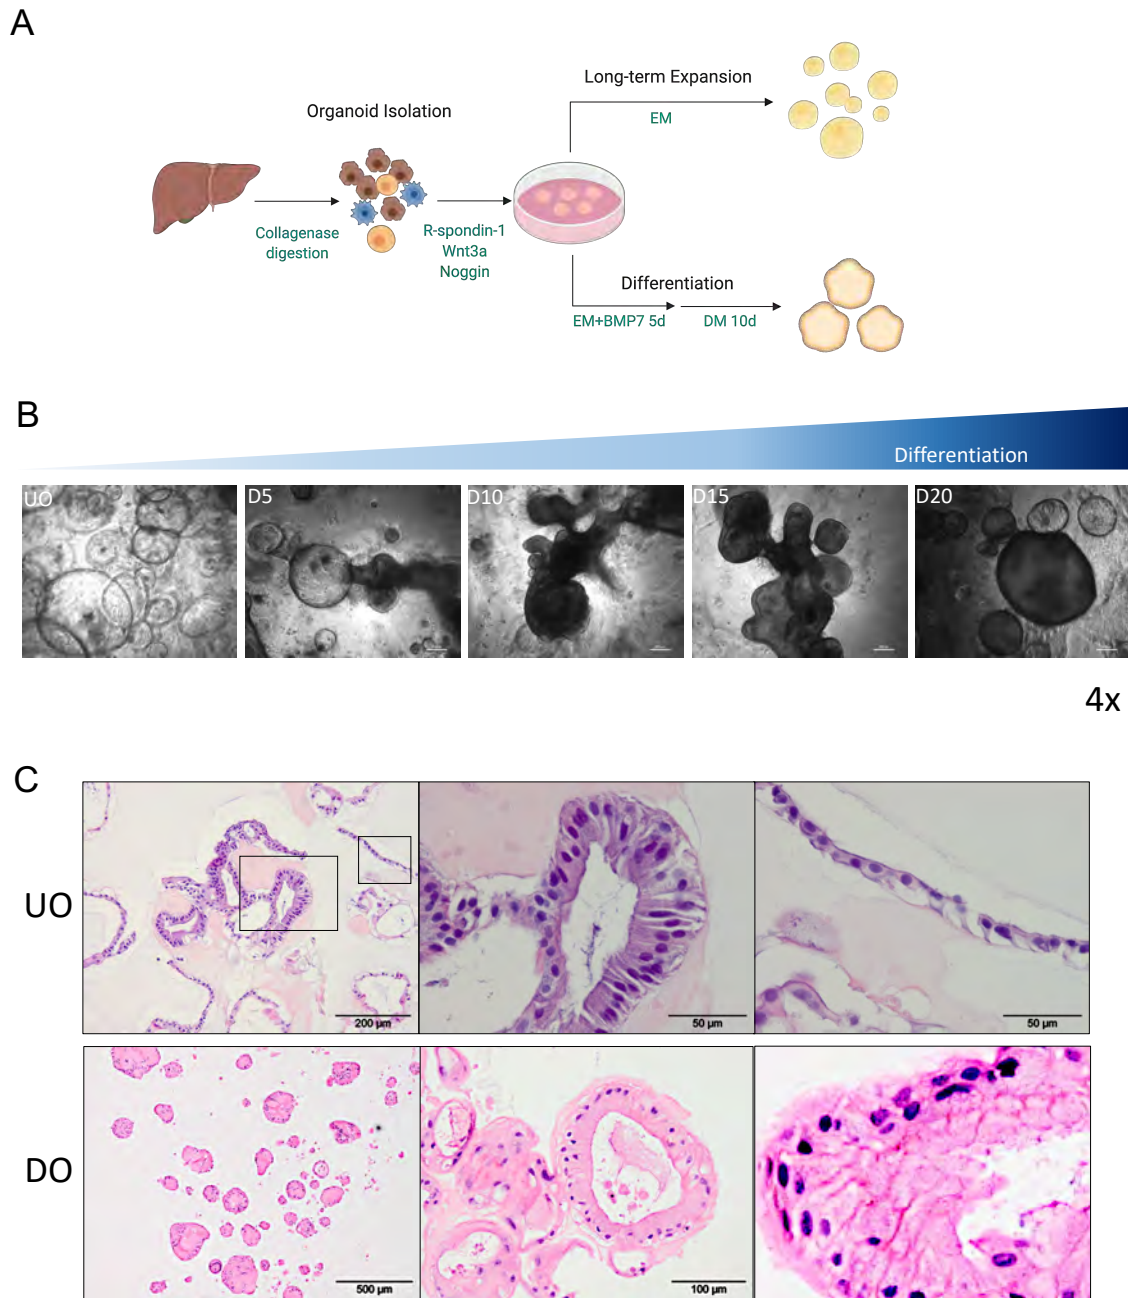 A
Long-term Expansion
EM
Organoid Isolation
Collagenase
digestion
R-spondin-1
Wnt3a
Noggin
Differentiation
EM+BMP7 5d
DM 10d
B
Differentiation
UO
D5
D10
D15
D20
4x
C
UO
200 µm
50 µm
50 µm
DO
500 µm
100 µm